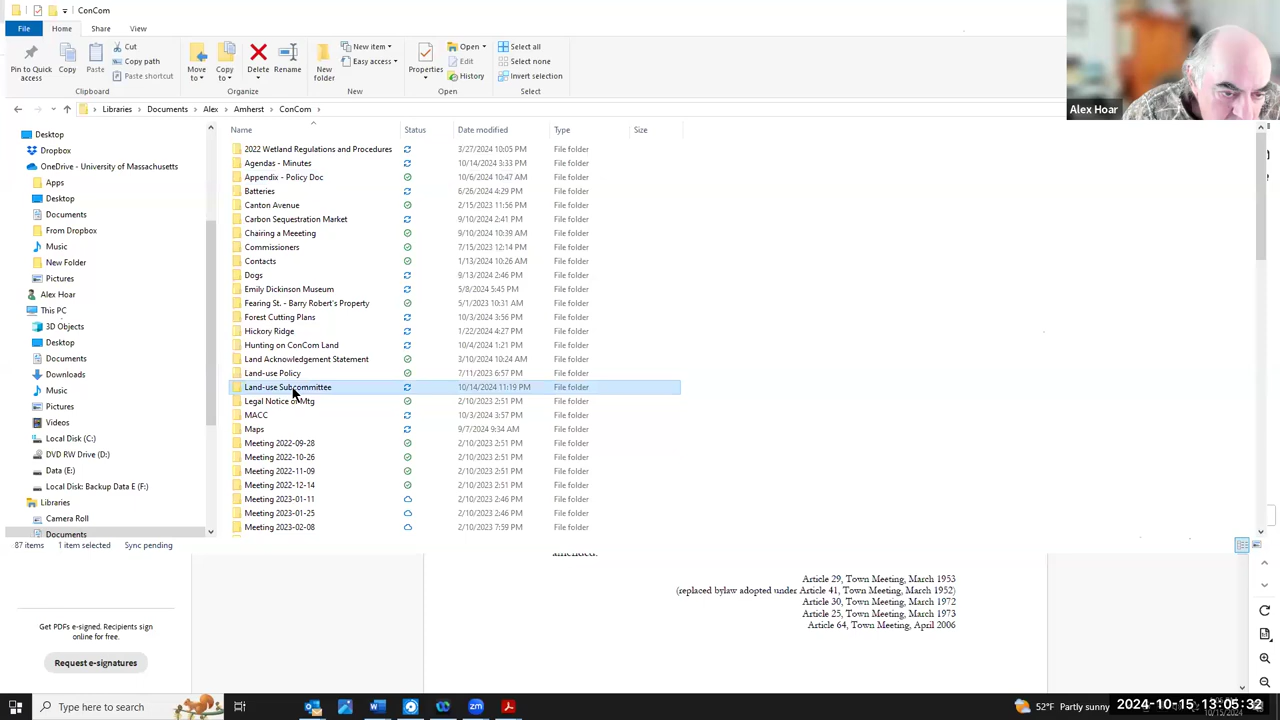 ConCom
File
Home
Share
View
Pin to Quick access
Copy
Paste
Cut
Copy path
Paste shortcut
Clipboard
Move to
Copy to
Delete
Rename
Organize
New folder
New item
Easy access
New
Properties
Open
Edit
History
Open
Select all
Select none
Invert selection
Select
Alex Hoar
Libraries > Documents > Alex > Amherst > ConCom >
Name Status Date modified Type Size
Desktop
Dropbox
OneDrive - University of Massachusetts
Apps
Desktop
Documents
From Dropbox
Music
New Folder
Pictures
Alex Hoar
This PC
3D Objects
Desktop
Documents
Downloads
Music
Pictures
Videos
Local Disk (C:)
DVD RW Drive (D:)
Data (E:)
Local Disk: Backup Data E (F:)
Libraries
Camera Roll
Documents
2022 Wetland Regulations and Procedures 3/27/2024 10:05 PM File folder
Agendas - Minutes 10/14/2024 3:33 PM File folder
Appendix - Policy Doc 10/6/2024 10:47 AM File folder
Batteries 6/26/2024 4:29 PM File folder
Canton Avenue 2/15/2023 11:56 PM File folder
Carbon Sequestration Market 9/10/2024 2:41 PM File folder
Chairing a Meeeting 9/10/2024 10:39 AM File folder
Commissioners 7/15/2023 12:14 PM File folder
Contacts 1/13/2024 10:26 AM File folder
Dogs 9/13/2024 2:46 PM File folder
Emily Dickinson Museum 5/8/2024 5:45 PM File folder
Fearing St. - Barry Robert's Property 5/1/2023 10:31 AM File folder
Forest Cutting Plans 10/3/2024 3:56 PM File folder
Hickory Ridge 1/22/2024 4:27 PM File folder
Hunting on ConCom Land 10/4/2024 1:21 PM File folder
Land Acknowledgement Statement 3/10/2024 10:24 AM File folder
Land-use Policy 7/11/2023 6:57 PM File folder
Land-use Subcommittee 10/14/2024 11:19 PM File folder
Legal Notice of Mtg 2/10/2023 2:51 PM File folder
MACC 10/3/2024 3:57 PM File folder
Maps 9/7/2024 9:34 AM File folder
Meeting 2022-09-28 2/10/2023 2:51 PM File folder
Meeting 2022-10-26 2/10/2023 2:51 PM File folder
Meeting 2022-11-09 2/10/2023 2:51 PM File folder
Meeting 2022-12-14 2/10/2023 2:51 PM File folder
Meeting 2023-01-11 2/10/2023 2:46 PM File folder
Meeting 2023-01-25 2/10/2023 2:46 PM File folder
Meeting 2023-02-08 2/10/2023 7:59 PM File folder
87 items 1 item selected Sync pending
amended.
Article 29, Town Meeting, March 1953
(replaced bylaw adopted under Article 41, Town Meeting, March 1952)
Article 30, Town Meeting, March 1972
Article 25, Town Meeting, March 1973
Article 64, Town Meeting, April 2006
Get PDFs e-signed. Recipients sign
online for free.
Request e-signatures
Type here to search
52°F Partly sunny
2024-10-15 13:05:32